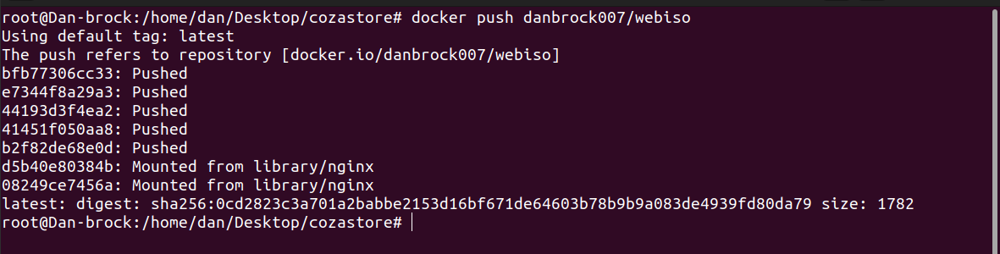 root@Dan-brock:/home/dan/Desktop/cozastore# docker push danbrock007/webiso
Using default tag: latest
The push refers to repository [docker.io/danbrock007/webiso]
bfb77306cc33: Pushed
e7344f8a29a3: Pushed
44193d3f4ea2: Pushed
41451f050aa8: Pushed
b2f82de68e0d: Pushed
d5b40e80384b: Mounted from library/nginx
08249ce7456a: Mounted from library/nginx
latest: digest: sha256:0cd2823c3a701a2babbe2153d16bf671de64603b78b9b9a083de4939fd80da79 size: 1782
root@Dan-brock:/home/dan/Desktop/cozastore#